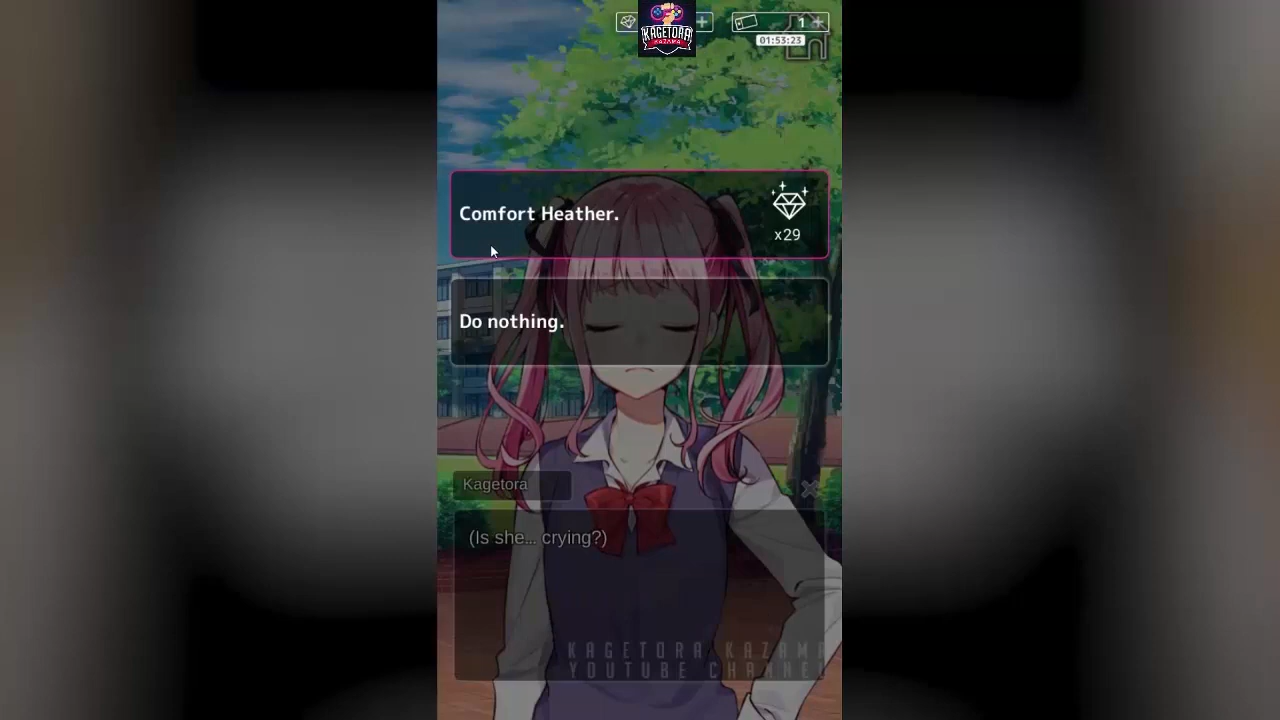 KAGETORA
KAZAMA
1
01:53:23
Comfort Heather.
x29
Do nothing.
Kagetora
(Is she... crying?)
KAGETORA KAZAMA
YOUTUBE CHANNEL